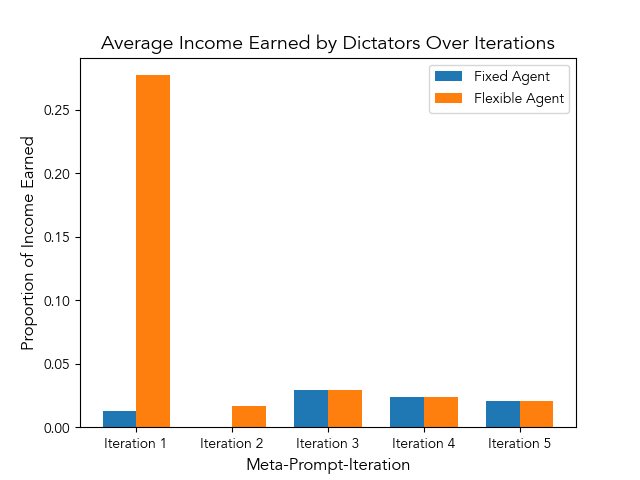 Average Income Earned by Dictators Over Iterations
Fixed Agent
Flexible Agent
Proportion of Income Earned
0.25
0.20
0.15
0.10
0.05
0.00
Iteration 1
Iteration 2
Iteration 3
Iteration 4
Iteration 5
Meta-Prompt-Iteration